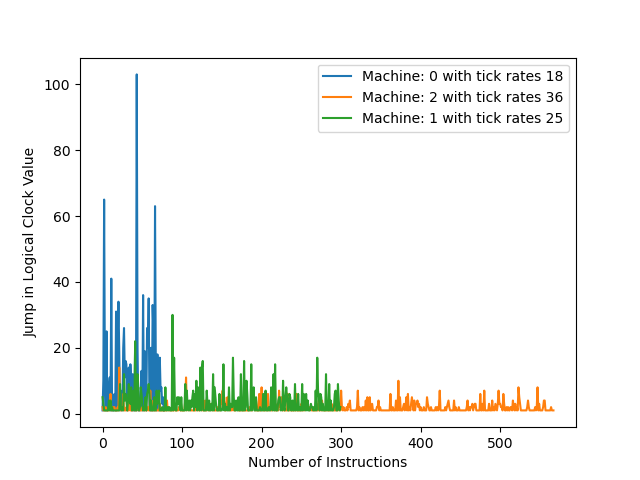 Machine: 0 with tick rates 18
Machine: 2 with tick rates 36
Machine: 1 with tick rates 25
Jump in Logical Clock Value
100
80
60
40
20
0
0 100 200 300 400 500
Number of Instructions